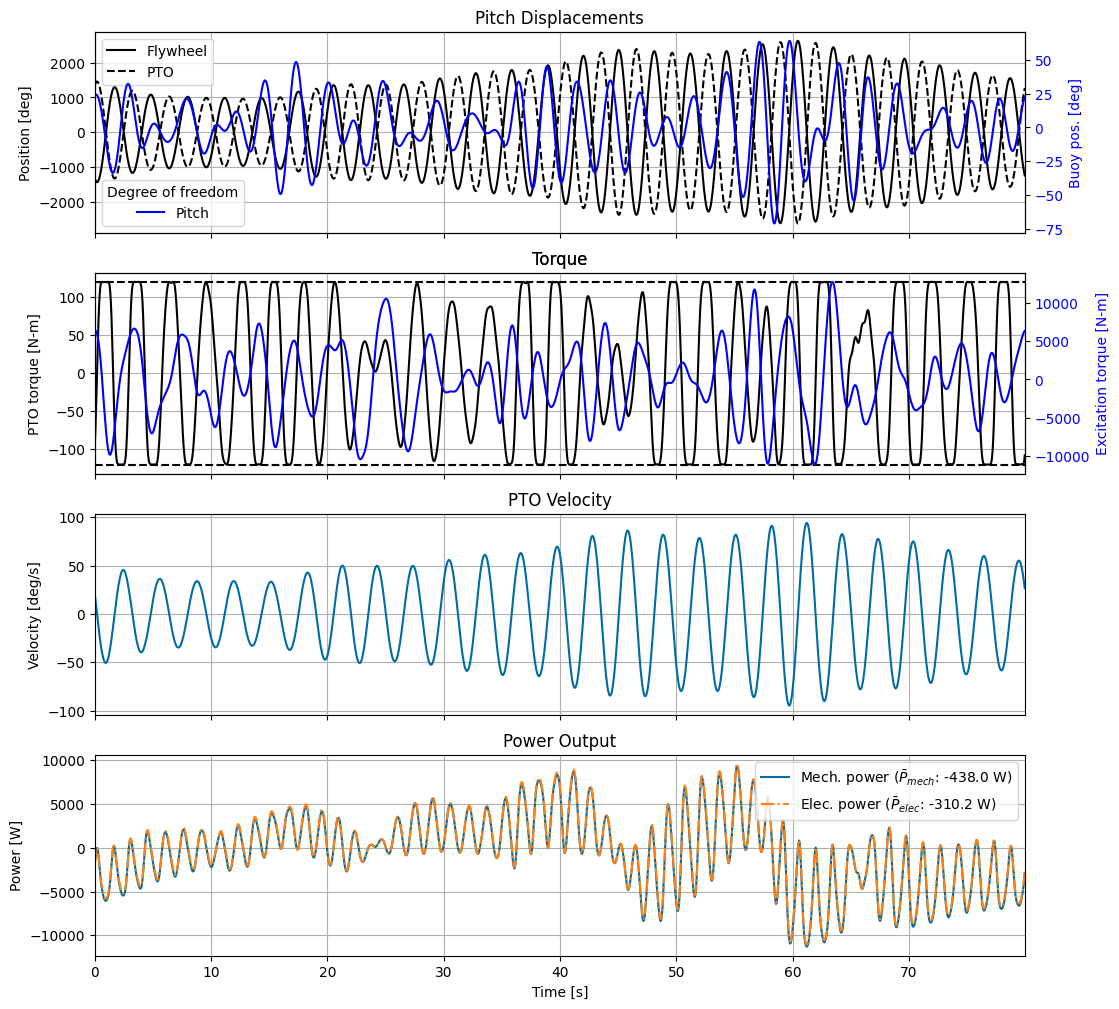 Pitch Displacements
Flywheel
PTO
Degree of freedom
Pitch
Position [deg]
2000
1000
0
−1000
−2000
Buoy pos. [deg]
50
25
0
−25
−50
−75
Torque
PTO torque [N-m]
100
50
0
−50
−100
Excitation torque [N-m]
10000
5000
0
−5000
−10000
PTO Velocity
Velocity [deg/s]
100
50
0
−50
−100
Power Output
Mech. power (P̄mech: -438.0 W)
Elec. power (P̄elec: -310.2 W)
Power [W]
10000
5000
0
−5000
−10000
0 10 20 30 40 50 60 70
Time [s]